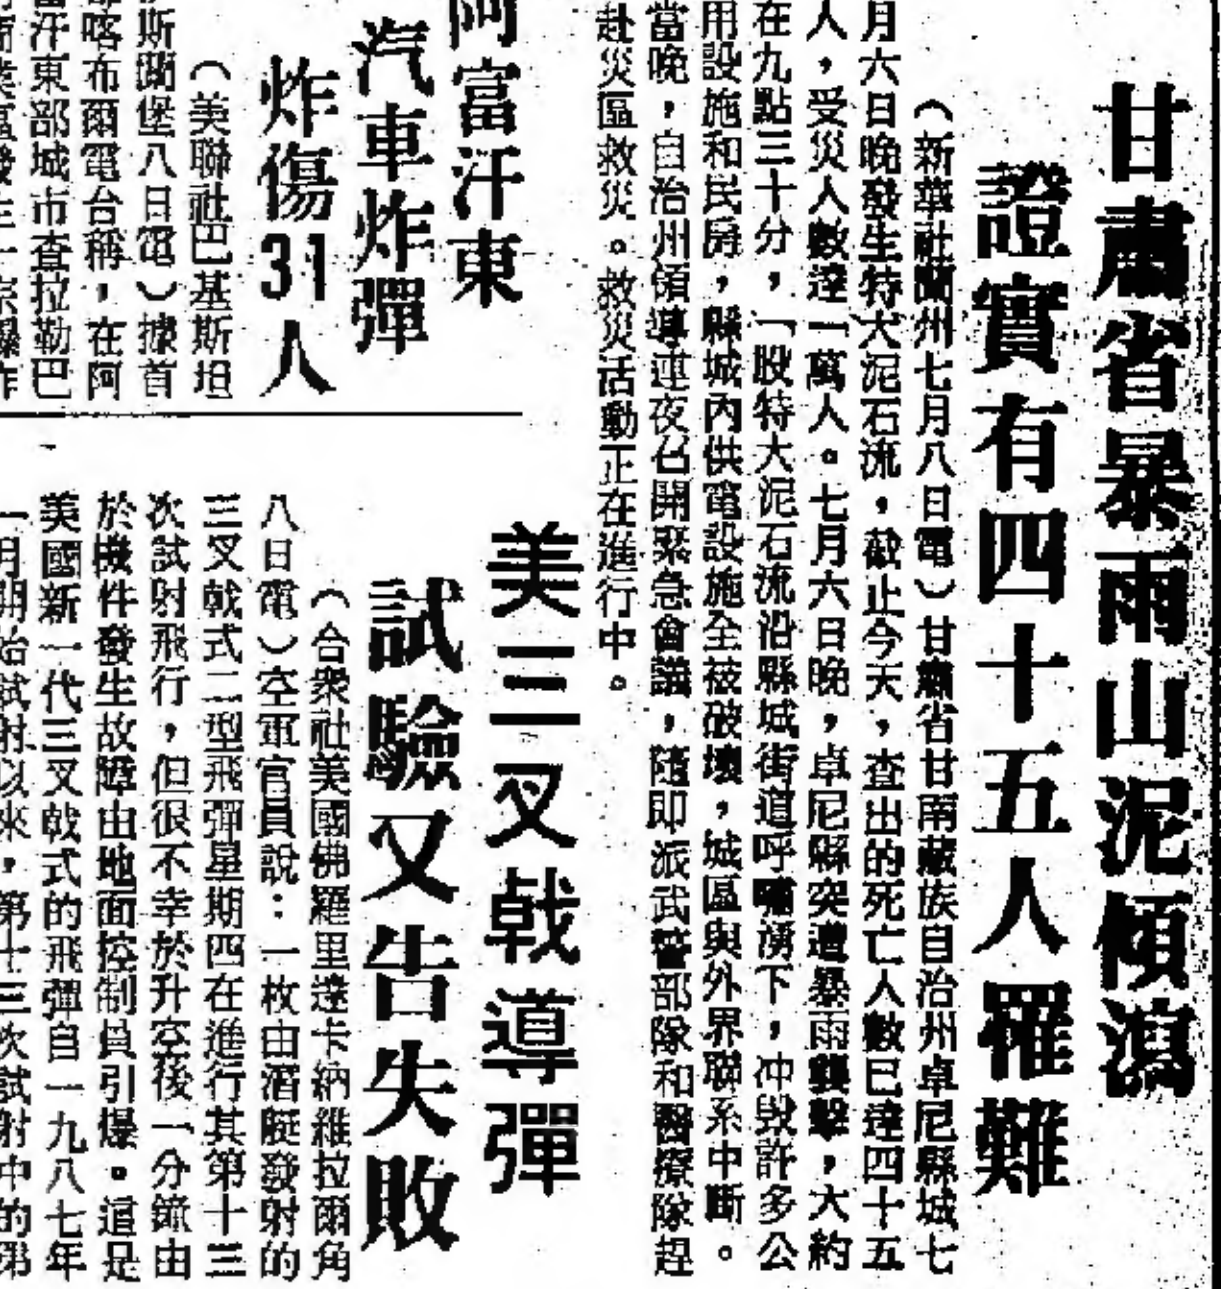 甘肅省暴雨山泥傾瀉
證實有四十五人罹難
（新華社蘭州七月八日電）甘肅省甘南藏族自治州卓尼縣城七
月六日晚發生特大泥石流，截止今天，查出的死亡人數已達四十五
人，受災人數達一萬人。七月六日晚，卓尼縣突遭暴雨襲擊，大約
在九點三十分，一股特大泥石流沿縣城街道呼嘯湧下，冲毀許多公
用設施和民房，縣城內供電設施全被破壞，城區與外界聯系中斷。
當晚，自治州領導連夜召開緊急會議，隨即派武警部隊和醫療隊趕
赴災區救災。救災活動正在進行中。
阿富汗東
汽車炸彈
炸傷31人
（美聯社巴基斯坦
斯蘭堡八日電）據首
喀布爾電台稱，在阿
汗東部城市查拉勒巴
美三叉戟導彈
試驗又告失敗
（合衆社美國佛羅里達卡納維拉爾角
八日電）空軍官員說：一枚由潛艇發射的
三叉戟式二型飛彈星期四在進行其第十三
次試射飛行，但很不幸於升空後一分鐘由
於機件發生故障由地面控制員引爆。這是
美國新一代三叉戟式的飛彈自一九八七年
一月開始試射以來，第十三次試射中的第